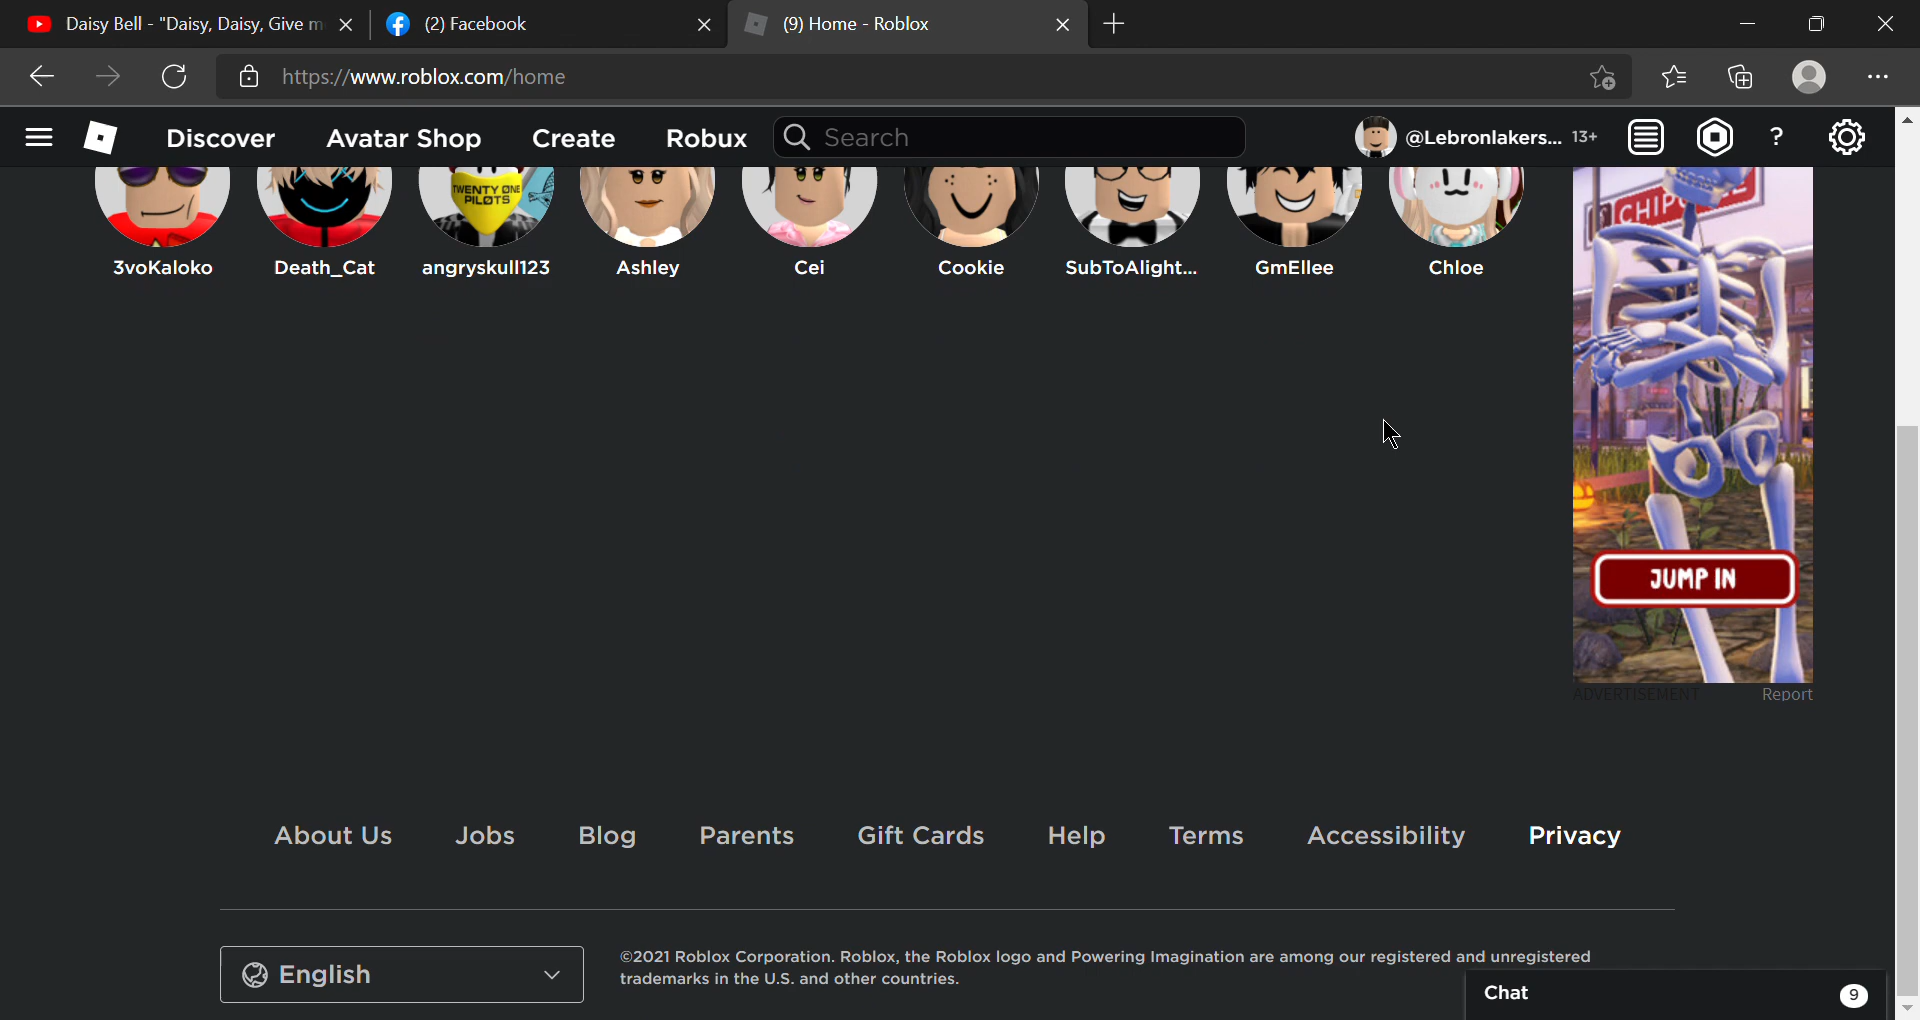 Daisy Bell - "Daisy, Daisy, Give m
(2) Facebook
(9) Home - Roblox
https://www.roblox.com/home
Discover
Avatar Shop
Create
Robux
Search
@Lebronlakers... 13+
?
TWENTY ONE
PILØTS
CHIP
3voKaloko
Death_Cat
angryskull123
Ashley
Cei
Cookie
SubToAlight...
GmEllee
Chloe
JUMP IN
ADVERTISEMENT
Report
About Us
Jobs
Blog
Parents
Gift Cards
Help
Terms
Accessibility
Privacy
English
©2021 Roblox Corporation. Roblox, the Roblox logo and Powering Imagination are among our registered and unregistered
trademarks in the U.S. and other countries.
Chat
9